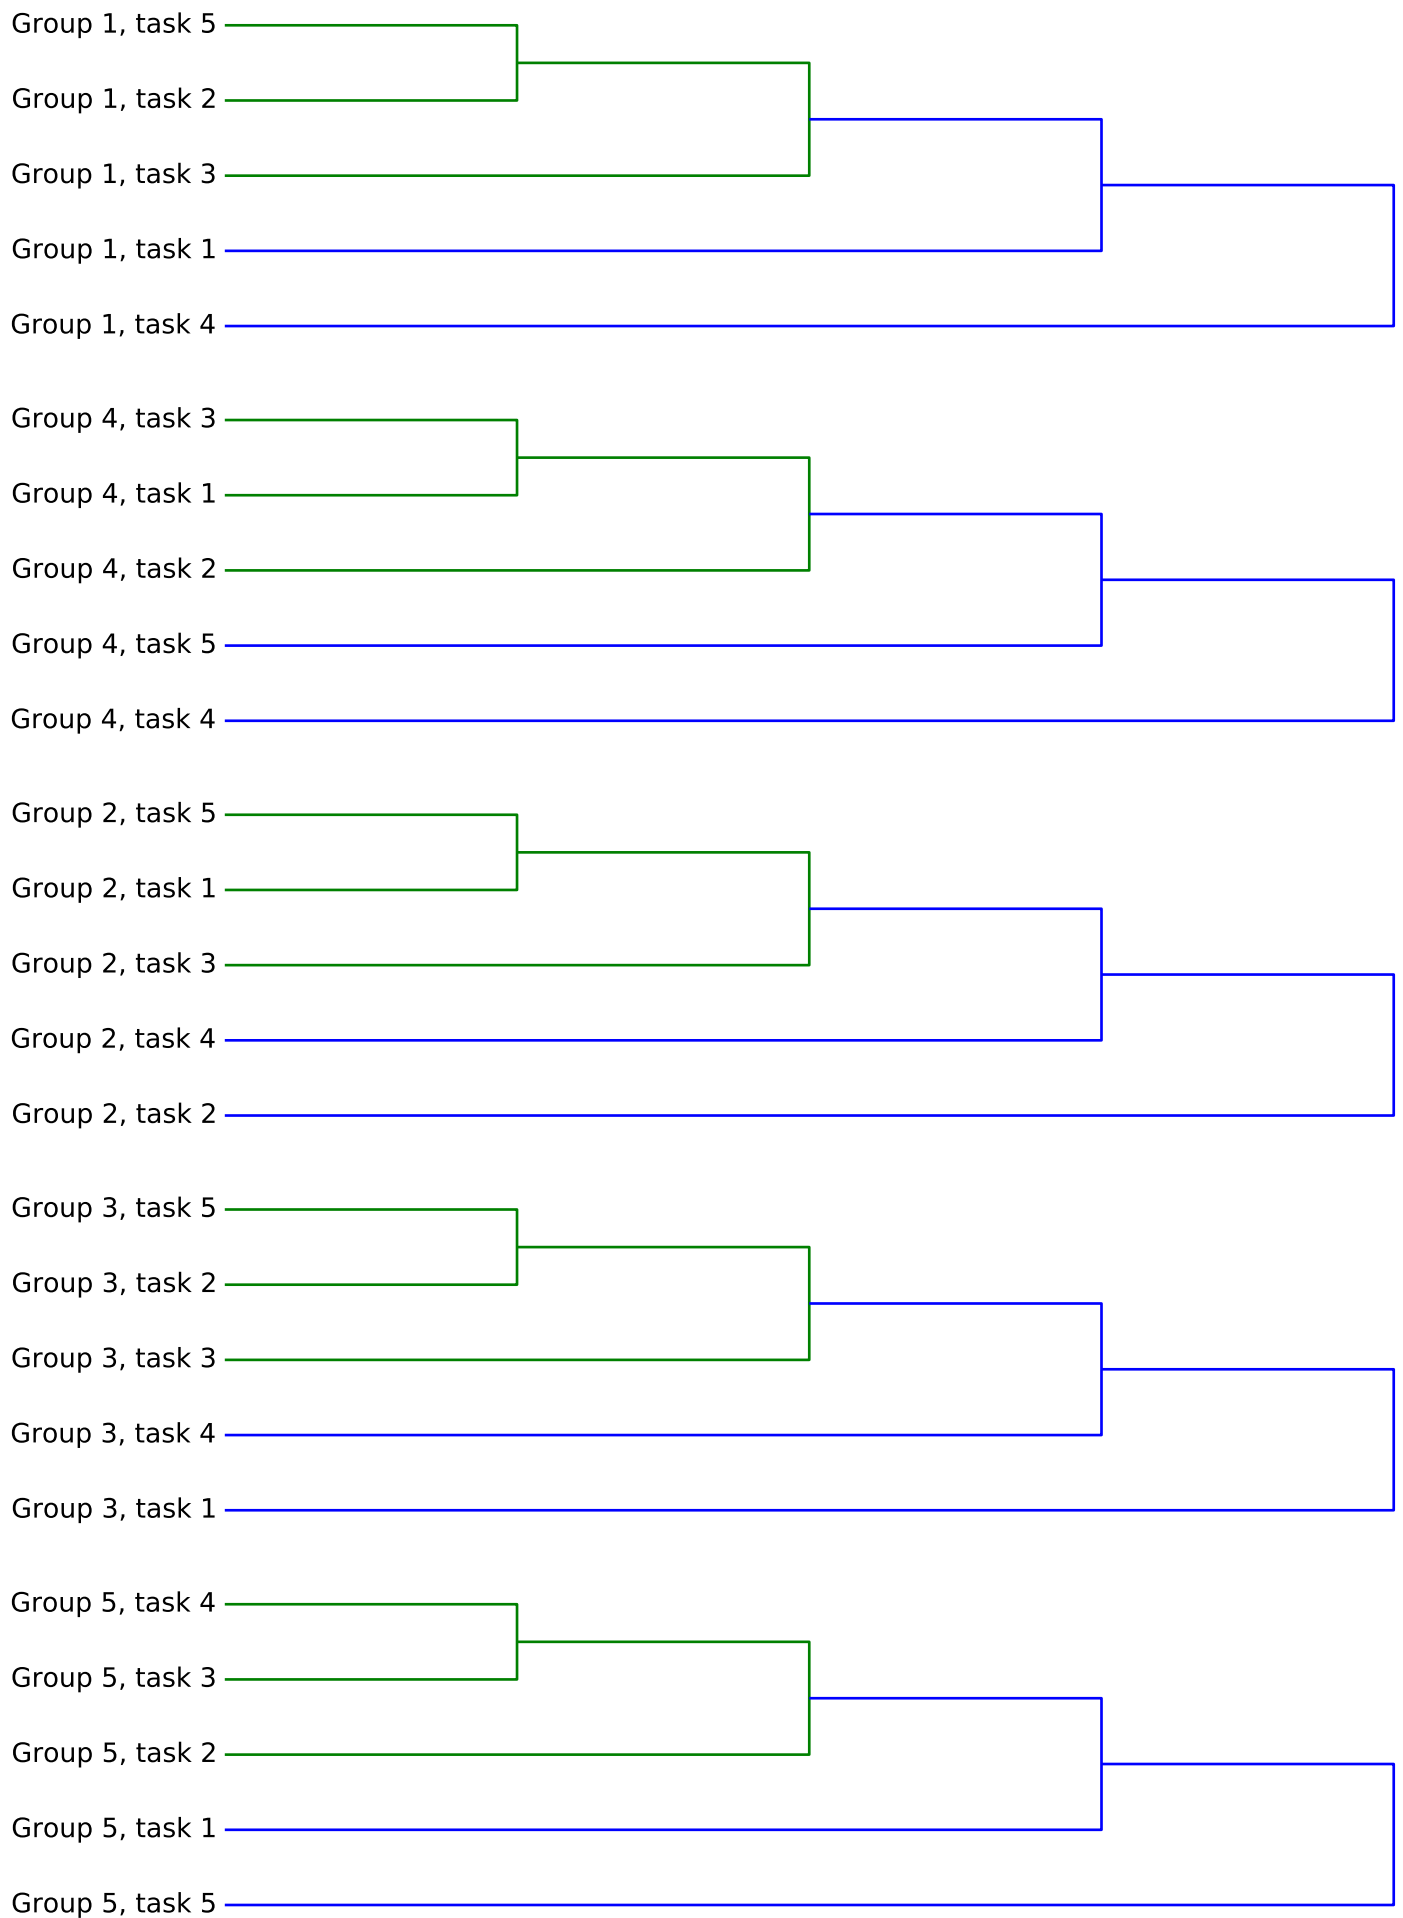 Group 1, task 5
Group 1, task 2
Group 1, task 3
Group 1, task 1
Group 1, task 4
Group 4, task 3
Group 4, task 1
Group 4, task 2
Group 4, task 5
Group 4, task 4
Group 2, task 5
Group 2, task 1
Group 2, task 3
Group 2, task 4
Group 2, task 2
Group 3, task 5
Group 3, task 2
Group 3, task 3
Group 3, task 4
Group 3, task 1
Group 5, task 4
Group 5, task 3
Group 5, task 2
Group 5, task 1
Group 5, task 5